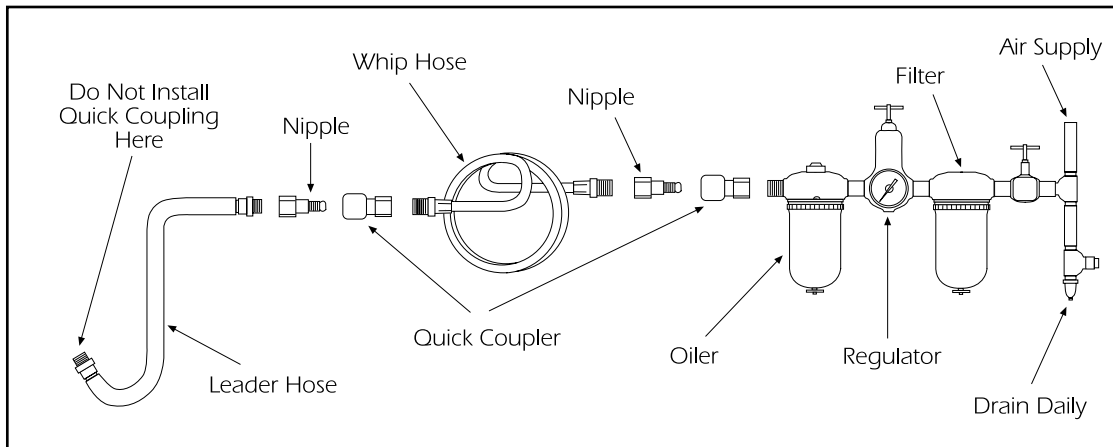 Do Not Install
Quick Coupling
Here
Nipple
Whip Hose
Nipple
Filter
Air Supply
Leader Hose
Quick Coupler
Oiler
Regulator
Drain Daily